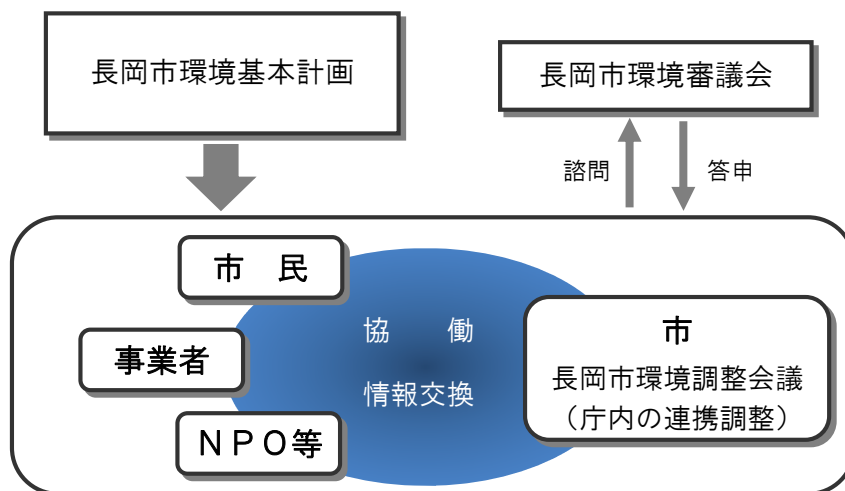 長岡市環境基本計画
長岡市環境審議会
諮問
答申
市　民
事業者
ＮＰＯ等
協　　働
情報交換
市
長岡市環境調整会議
（庁内の連携調整）